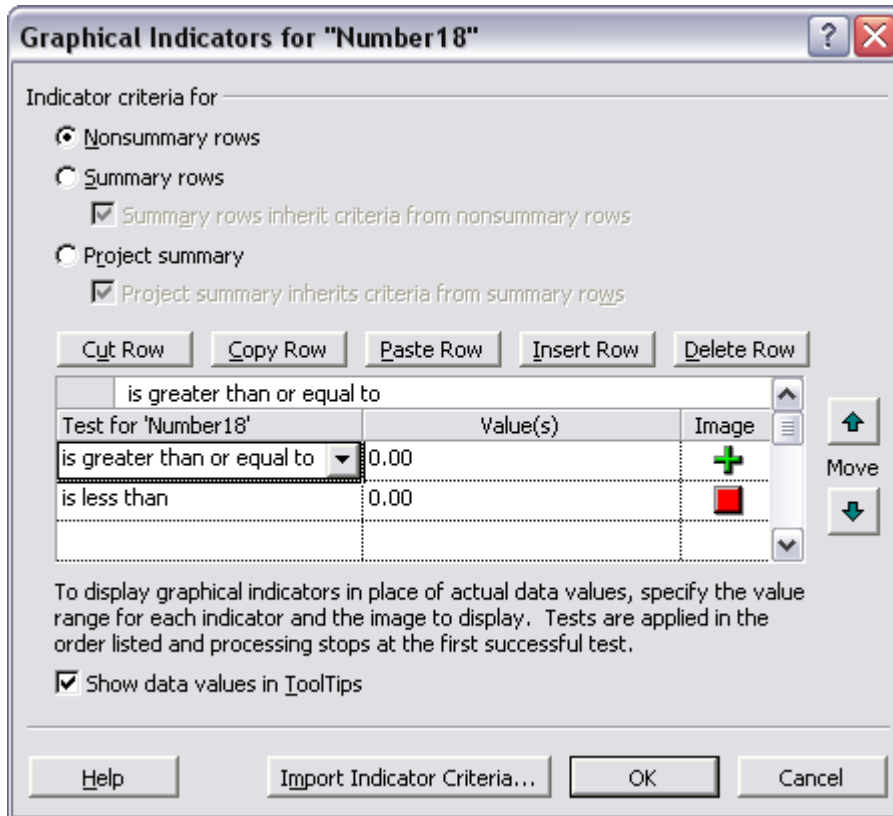 Graphical Indicators for "Number18"
Indicator criteria for
Nonsummary rows
Summary rows
Summary rows inherit criteria from nonsummary rows
Project summary
Project summary inherits criteria from summary rows
Cut Row Copy Row Paste Row Insert Row Delete Row
is greater than or equal to
Test for 'Number18' Value(s) Image
is greater than or equal to 0.00
Move
is less than 0.00
To display graphical indicators in place of actual data values, specify the value
range for each indicator and the image to display. Tests are applied in the
order listed and processing stops at the first successful test.
Show data values in ToolTips
Help Import Indicator Criteria... OK Cancel